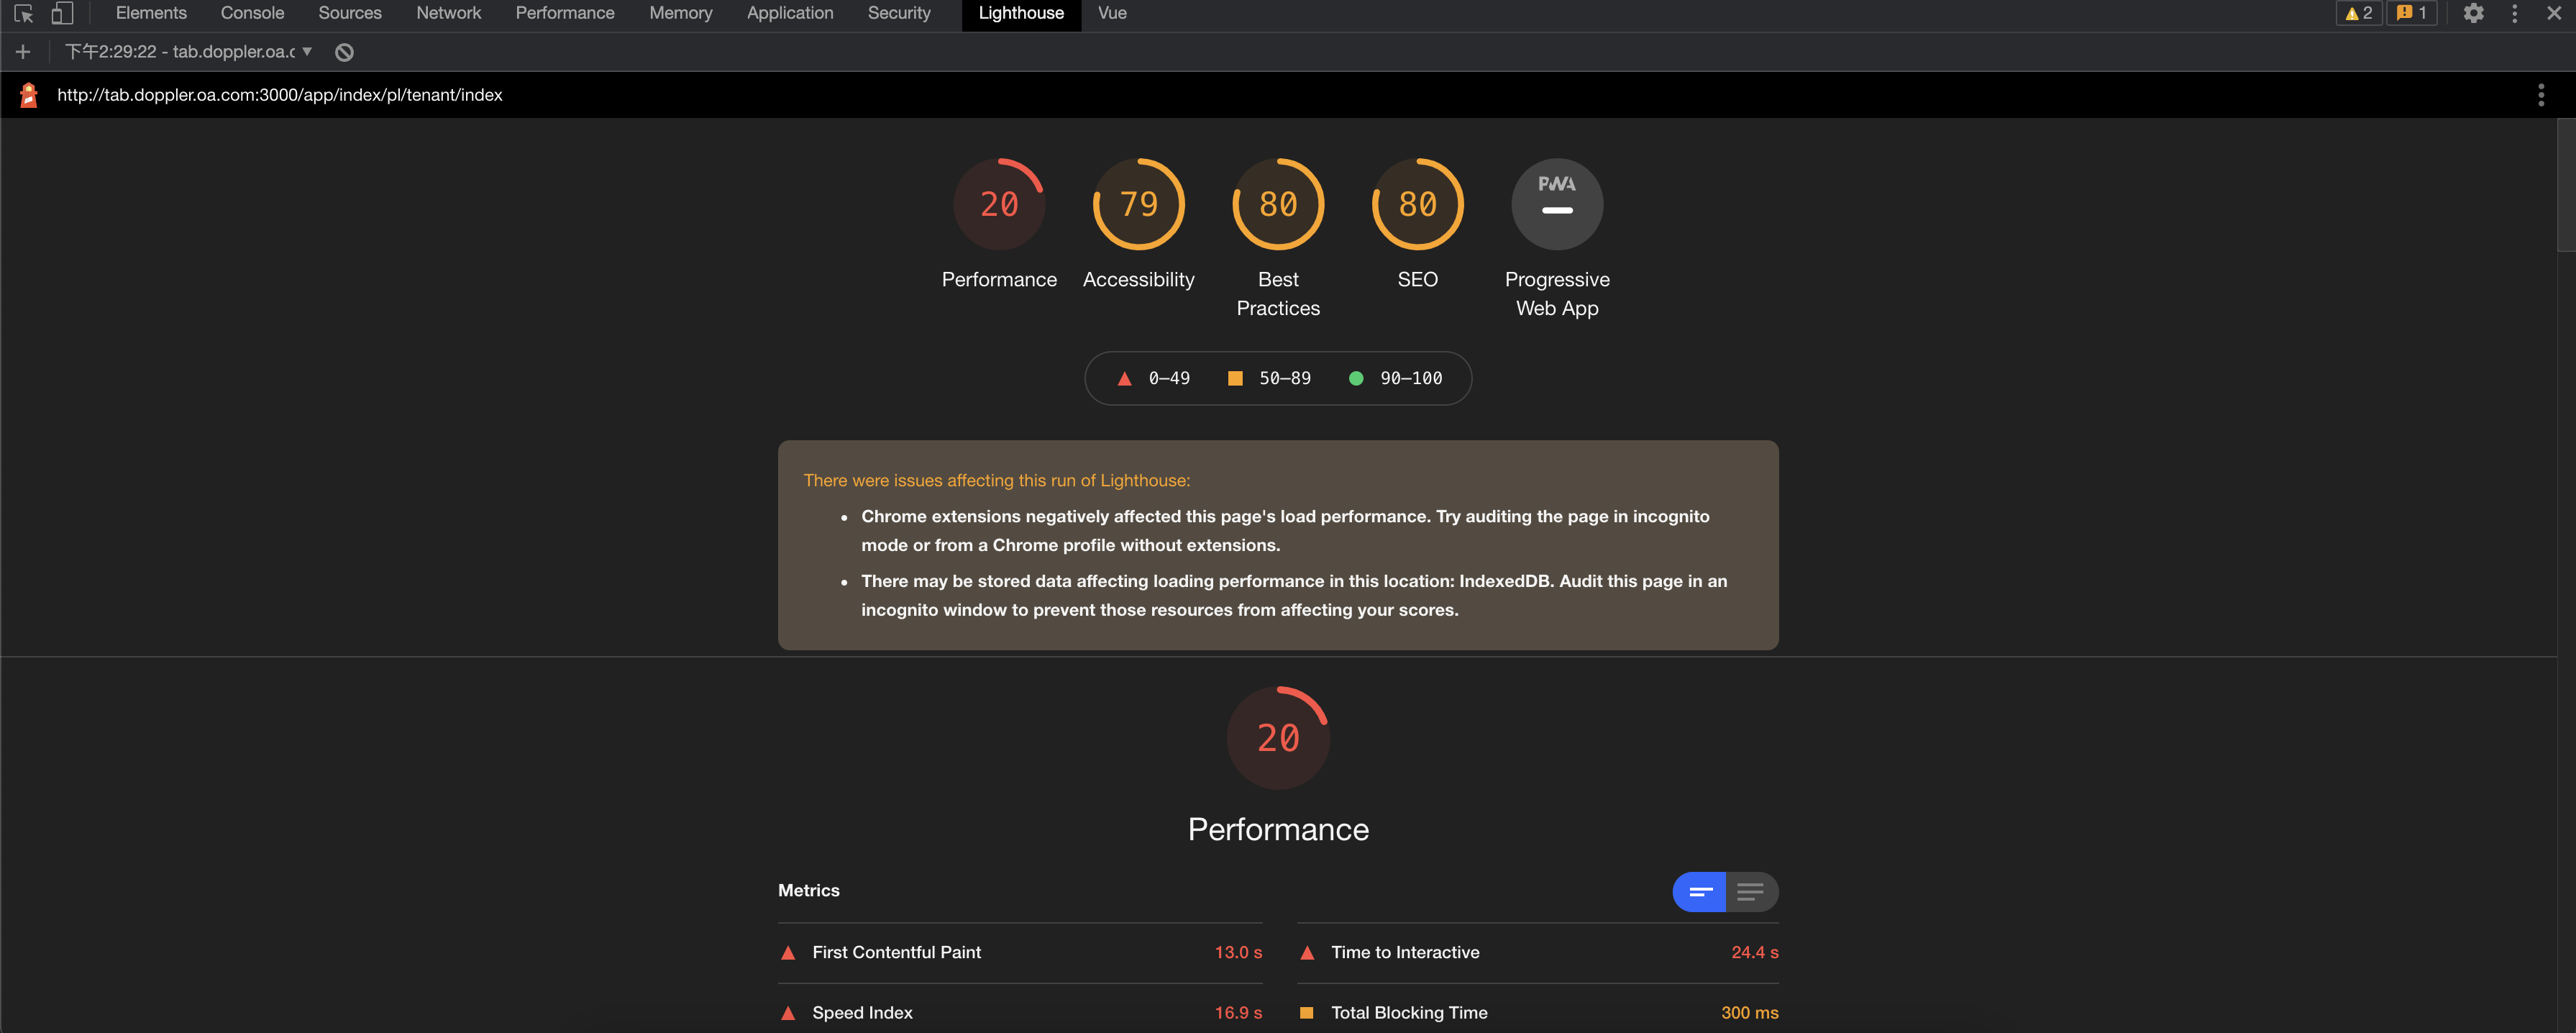 Elements Console Sources Network Performance Memory Application Security Lighthouse Vue 2 1
下午2:29:22 - tab.doppler.oa.c
http://tab.doppler.oa.com:3000/app/index/pl/tenant/index
20 79 80 80 PWA
Performance Accessibility Best Practices SEO Progressive Web App
0–49 50–89 90–100
There were issues affecting this run of Lighthouse:
Chrome extensions negatively affected this page's load performance. Try auditing the page in incognito
mode or from a Chrome profile without extensions.
There may be stored data affecting loading performance in this location: IndexedDB. Audit this page in an
incognito window to prevent those resources from affecting your scores.
20
Performance
Metrics
First Contentful Paint 13.0 s Time to Interactive 24.4 s
Speed Index 16.9 s Total Blocking Time 300 ms